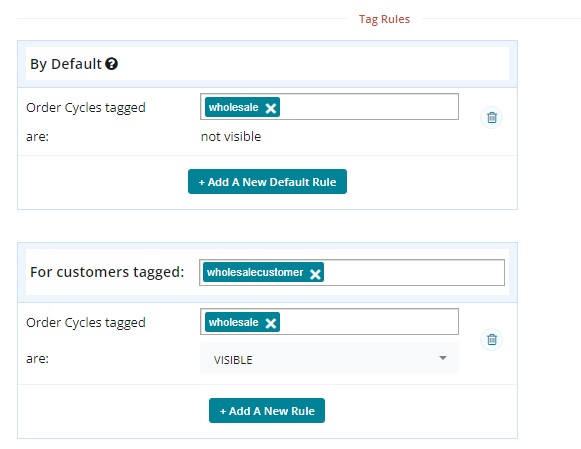 Tag Rules
By Default ?
Order Cycles tagged wholesale ×
are: not visible
+ Add A New Default Rule
For customers tagged: wholesalecustomer ×
Order Cycles tagged wholesale ×
are: VISIBLE
+ Add A New Rule